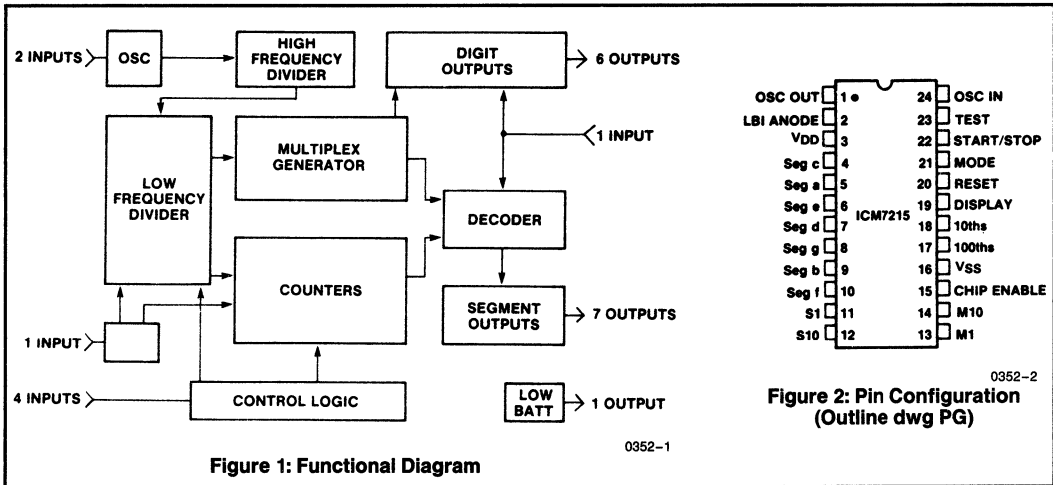 2 INPUTS
OSC
HIGH
FREQUENCY
DIVIDER
DIGIT
OUTPUTS
6 OUTPUTS
1 INPUT
LOW
FREQUENCY
DIVIDER
MULTIPLEX
GENERATOR
DECODER
COUNTERS
SEGMENT
OUTPUTS
7 OUTPUTS
1 INPUT
4 INPUTS
CONTROL LOGIC
LOW
BATT
1 OUTPUT
0352-1
Figure 1: Functional Diagram
OSC OUT 1 24 OSC IN
LBI ANODE 2 23 TEST
VDD 3 22 START/STOP
Seg c 4 21 MODE
Seg a 5 20 RESET
Seg e 6 19 DISPLAY
ICM7215
Seg d 7 18 10ths
Seg g 8 17 100ths
Seg b 9 16 VSS
Seg f 10 15 CHIP ENABLE
S1 11 14 M10
S10 12 13 M1
0352-2
Figure 2: Pin Configuration
(Outline dwg PG)